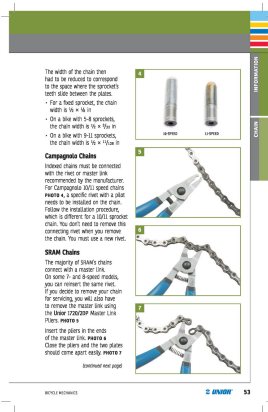 The width of the chain then
had to be reduced to correspond
to the space where the sprocket's
teeth slide between the plates.
• For a fixed sprocket, the chain
width is ½ × ⅛ in
• On a bike with 5-8 sprockets,
the chain width is ½ × 3/32 in
• On a bike with 9-11 sprockets,
the chain width is ½ × 11/128 in
Campagnolo Chains
Indexed chains must be connected
with the rivet or master link
recommended by the manufacturer.
For Campagnolo 10/11 speed chains
PHOTO 4, a specific rivet with a pilot
needs to be installed on the chain.
Follow the installation procedure,
which is different for a 10/11 sprocket
chain. You don't need to remove this
connecting rivet when you remove
the chain. You must use a new rivet.
SRAM Chains
The majority of SRAM's chains
connect with a master link.
On some 7- and 8-speed models,
you can reinsert the same rivet.
If you decide to remove your chain
for servicing, you will also have
to remove the master link using
the Unior 1720/2DP Master Link
Pliers. PHOTO 5
Insert the pliers in the ends
of the master link. PHOTO 6
Close the pliers and the two plates
should come apart easily. PHOTO 7
(continued next page)
4
10-SPEED
11-SPEED
5
6
7
INFORMATION
CHAIN
BICYCLE MECHANICS
UNIOR
53